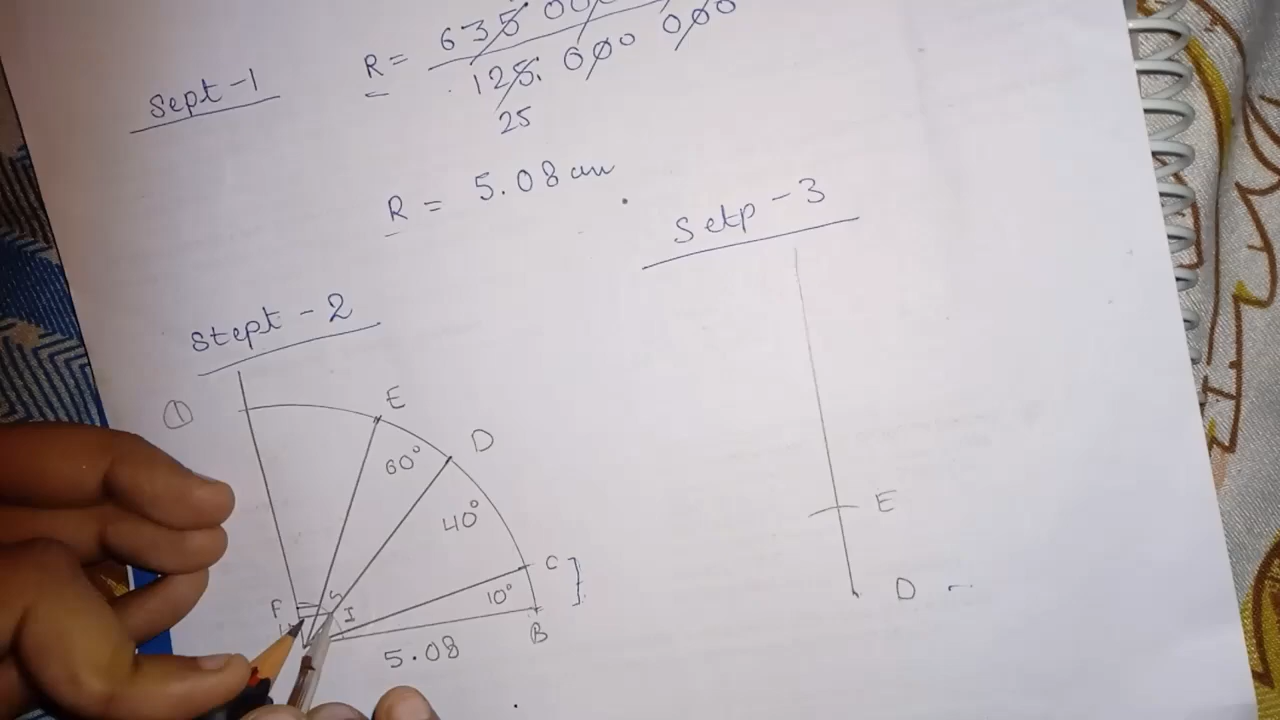 Sept-1
R = 635 000
125. 000 000
25
R = 5.08 cm
Setp - 3
Stept - 2
① E
D
60°
40°
E
C
10°
D
F
I
B
5.08